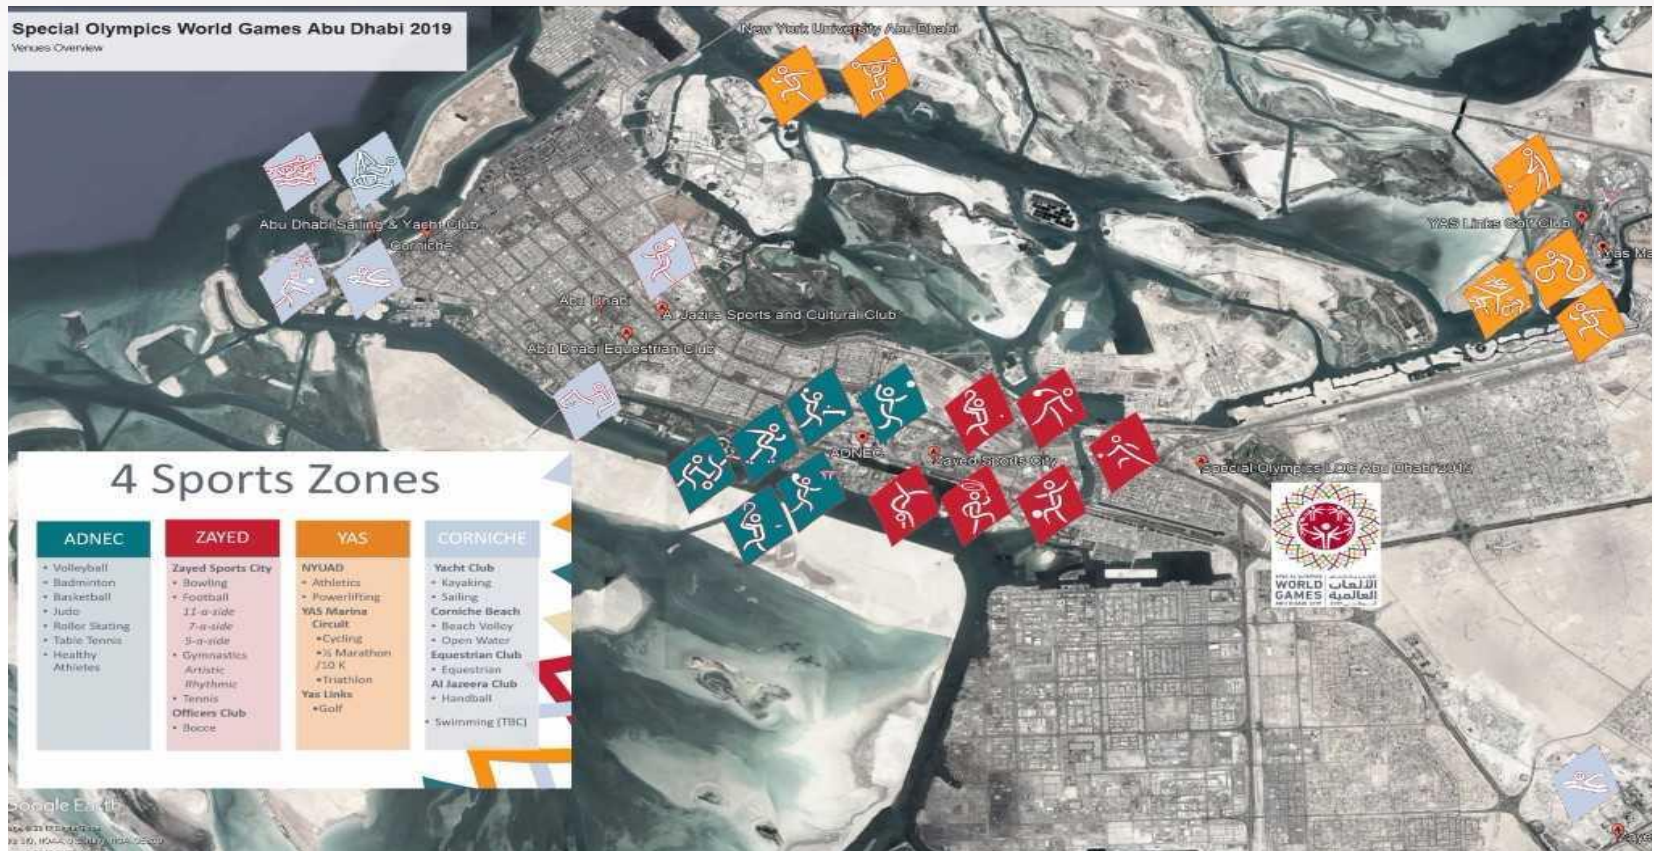 Special Olympics World Games Abu Dhabi 2019
Venues Overview
New York University Abu Dhabi
Abu Dhabi Sailing & Yacht Club
Corniche
YAS Links Golf Club
Yas Ma
Abu Dhabi
Al Jazira Sports and Cultural Club
Abu Dhabi Equestrian Club
ADNEC
Zayed Sports City
Special Olympics LOC Abu Dhabi 2019
WORLD
GAMES
الألعاب
العالمية
4 Sports Zones
ADNEC
• Volleyball
• Badminton
• Basketball
• Judo
• Roller Skating
• Table Tennis
• Healthy
Athletes
ZAYED
Zayed Sports City
• Bowling
• Football
11-a-side
7-a-side
5-a-side
• Gymnastics
Artistic
Rhythmic
• Tennis
Officers Club
• Bocce
YAS
NYUAD
• Athletics
• Powerlifting
YAS Marina
Circuit
•Cycling
•½ Marathon
/10 K
•Triathlon
Yas Links
•Golf
CORNICHE
Yacht Club
• Kayaking
• Sailing
Corniche Beach
• Beach Volley
• Open Water
Equestrian Club
• Equestrian
Al Jazeera Club
• Handball
• Swimming (TBC)
Google Earth
Zaye